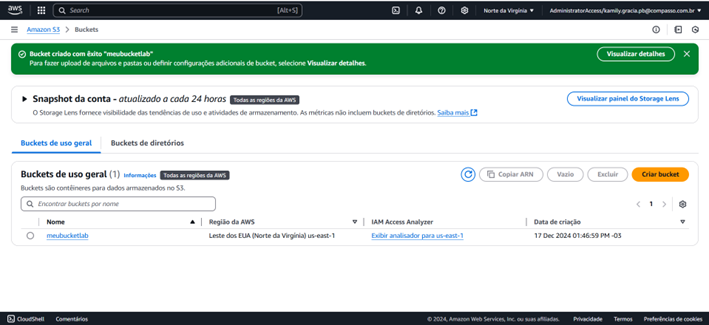 aws
Search
[Alt+S]
Norte da Virgínia
AdministratorAccess/kamily.gracia.pb@compasso.com.br
Amazon S3 > Buckets
Bucket criado com êxito "meubucketlab"
Para fazer upload de arquivos e pastas ou definir configurações adicionais de bucket, selecione Visualizar detalhes.
Visualizar detalhes
Snapshot da conta - atualizado a cada 24 horas
Todas as regiões da AWS
O Storage Lens fornece visibilidade das tendências de uso e atividades de armazenamento. As métricas não incluem buckets de diretórios. Saiba mais
Visualizar painel do Storage Lens
Buckets de uso geral
Buckets de diretórios
Buckets de uso geral (1) Informações
Todas as regiões da AWS
Buckets são contêineres para dados armazenados no S3.
Copiar ARN
Vazio
Excluir
Criar bucket
Encontrar buckets por nome
1
Nome
Região da AWS
IAM Access Analyzer
Data de criação
meubucketlab
Leste dos EUA (Norte da Virgínia) us-east-1
Exibir analisador para us-east-1
17 Dec 2024 01:46:59 PM -03
CloudShell
Comentários
© 2024, Amazon Web Services, Inc. ou suas afiliadas.
Privacidade
Termos
Preferências de cookies